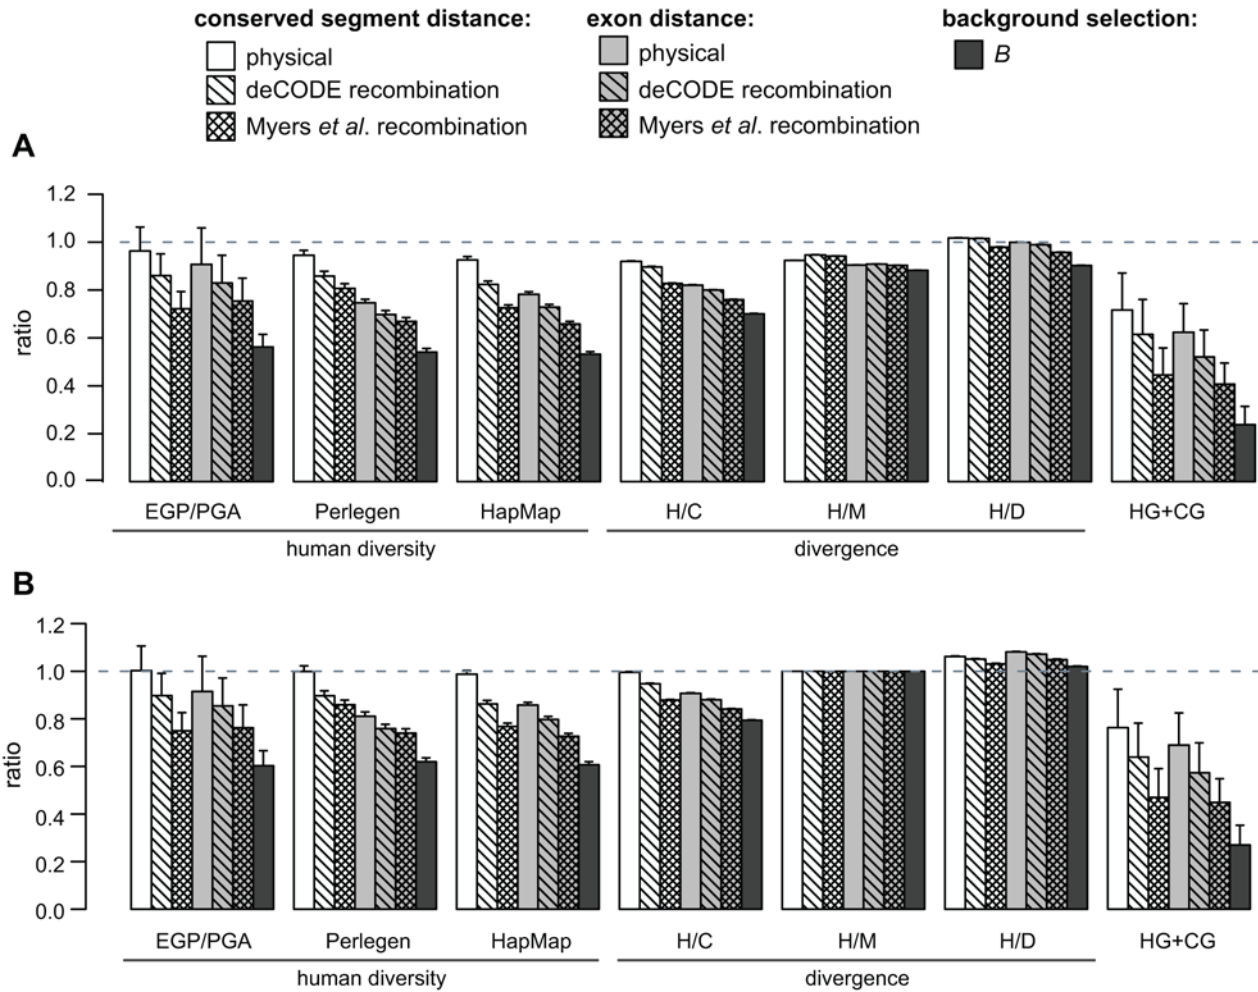 conserved segment distance: exon distance: background selection:
physical physical B
deCODE recombination deCODE recombination
Myers et al. recombination Myers et al. recombination
A
1.2
1.0
0.8
0.6
0.4
0.2
0.0
ratio
EGP/PGA Perlegen HapMap H/C H/M H/D HG+CG
human diversity divergence
B
1.2
1.0
0.8
0.6
0.4
0.2
0.0
ratio
EGP/PGA Perlegen HapMap H/C H/M H/D HG+CG
human diversity divergence